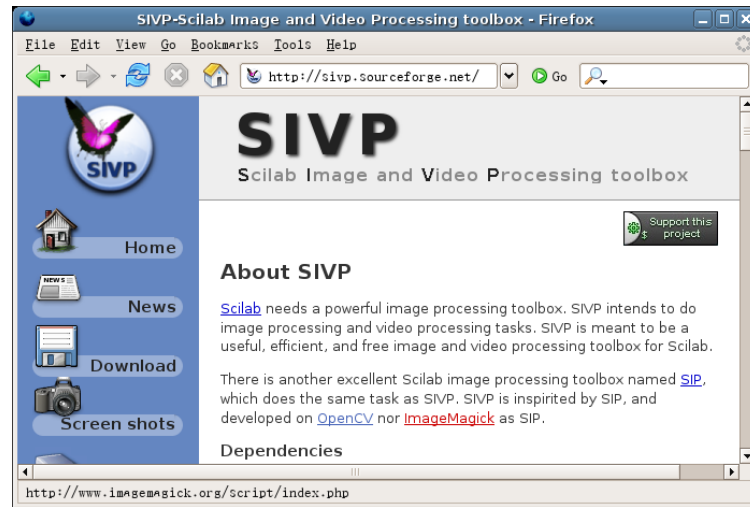 SIVP-Scilab Image and Video Processing toolbox - Firefox
File Edit View Go Bookmarks Tools Help
http://sivp.sourceforge.net/ Go
SIVP
SIVP
Scilab Image and Video Processing toolbox
Home
News
Download
Screen shots
NEWS
Support this
$ project
About SIVP
Scilab needs a powerful image processing toolbox. SIVP intends to do
image processing and video processing tasks. SIVP is meant to be a
useful, efficient, and free image and video processing toolbox for Scilab.
There is another excellent Scilab image processing toolbox named SIP,
which does the same task as SIVP. SIVP is inspirited by SIP, and
developed on OpenCV nor ImageMagick as SIP.
Dependencies
http://www.imagemagick.org/script/index.php